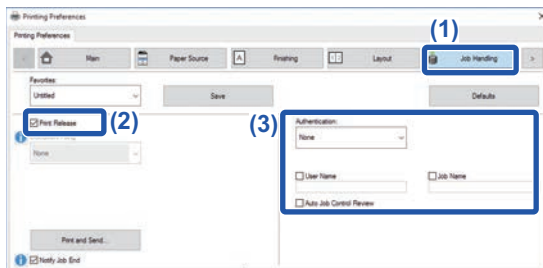 Printing Preferences
Printing Preferences
(1)
Main
Paper Source
Finishing
Layout
Job Handling
Favorites:
Untitled
Save
Defaults
Print Release
(2)
(3)
Authentication:
None
None
User Name
Job Name
Auto Job Control Review
Print and Send...
Notify Job End